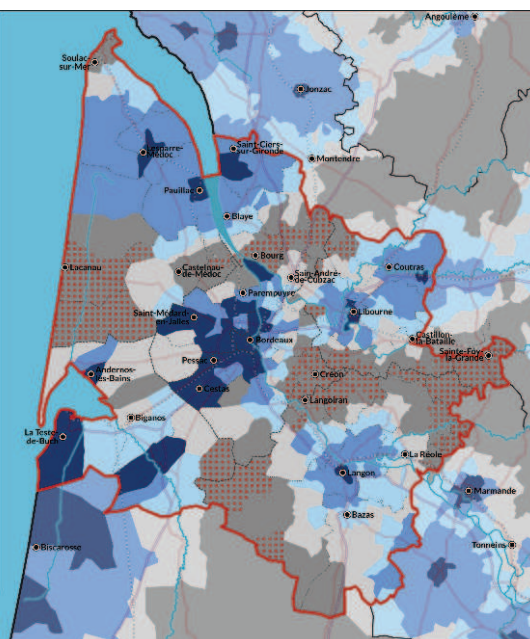 Angoulême
Soulac-
sur-Mer
Jonzac
Lesparre-
Médoc
Saint-Ciers-
sur-Gironde
Montendre
Pauillac
Blaye
Bourg
Lacanau
Castelnau-
de-Médoc
Sain-André-
de-Cubzac
Coutras
Parempuyre
Saint-Médard-
en-Jalles
Libourne
Bordeaux
Castillon-
la-Bataille
Sainte-Foy-
la-Grande
Pessac
Andernos-
les-Bains
Créon
Cestas
Langoiran
Biganos
La Teste-
de-Buch
La Réole
Langon
Marmande
Bazas
Biscarosse
Tonneins